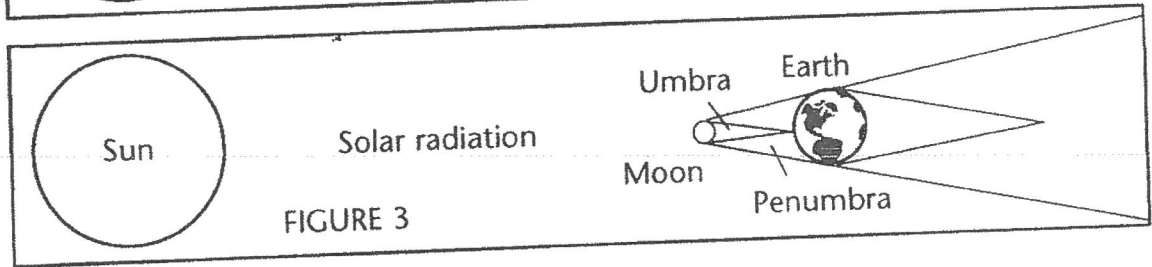 Umbra
Earth
Sun
Solar radiation
Moon
Penumbra
FIGURE 3